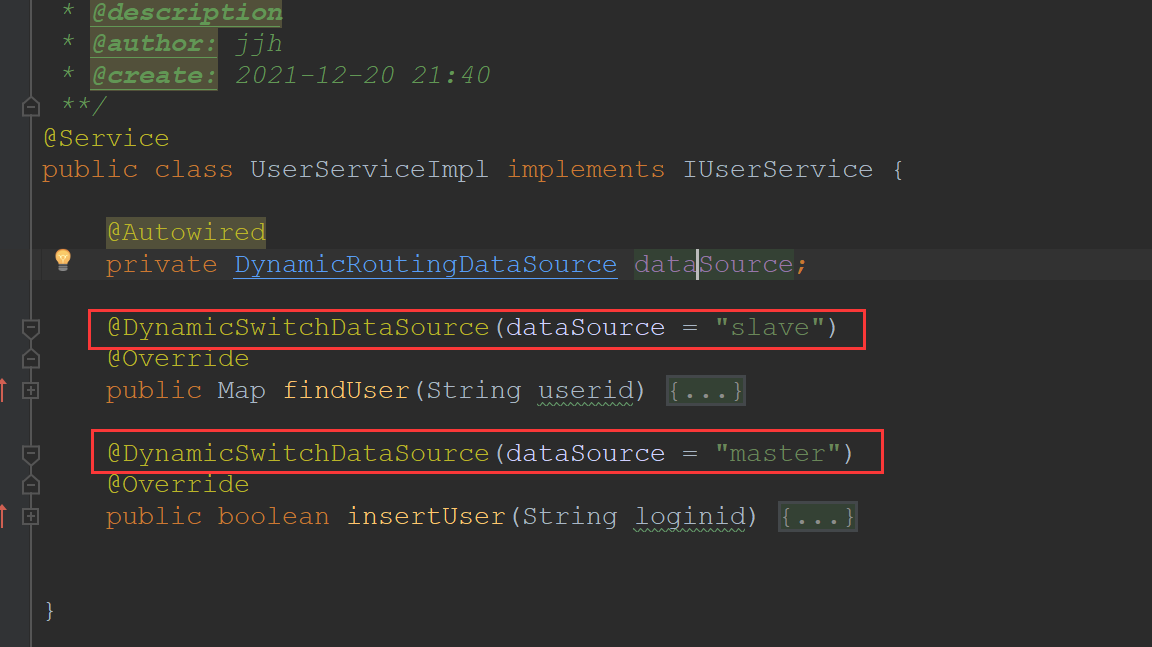 * @description
* @author: jjh
* @create: 2021-12-20 21:40
**/
@Service
public class UserServiceImpl implements IUserService {
@Autowired
private DynamicRoutingDataSource dataSource;
@DynamicSwitchDataSource(dataSource = "slave")
@Override
public Map findUser(String userid) {...}
@DynamicSwitchDataSource(dataSource = "master")
@Override
public boolean insertUser(String loginid) {...}
}